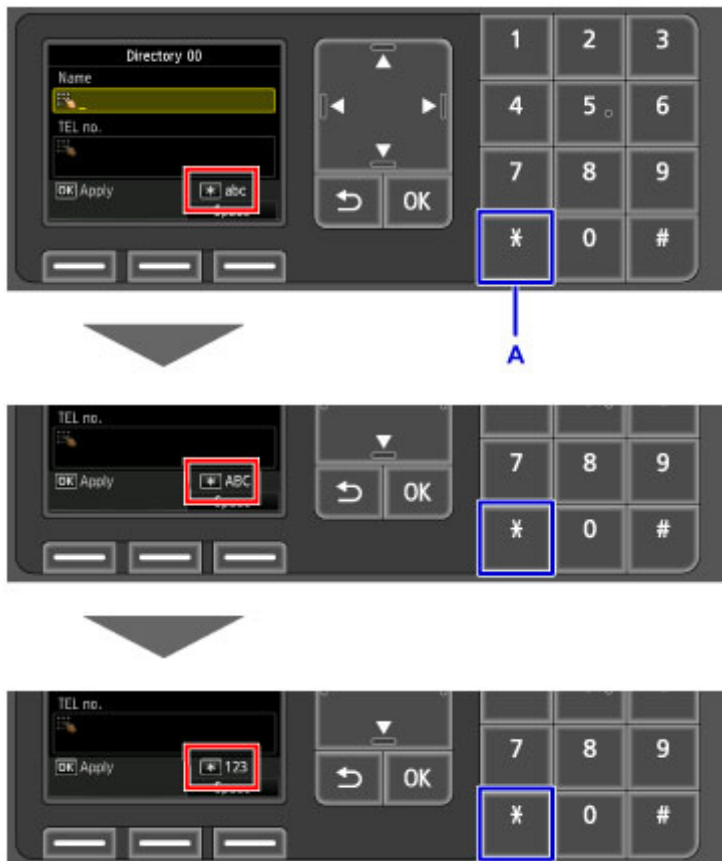 Directory 00
Name
TEL no.
OK Apply
* abc
OK
1 2 3
4 5 6
7 8 9
* 0 #
A
TEL no.
OK Apply
* ABC
OK
7 8 9
* 0 #
TEL no.
OK Apply
* 123
OK
7 8 9
* 0 #